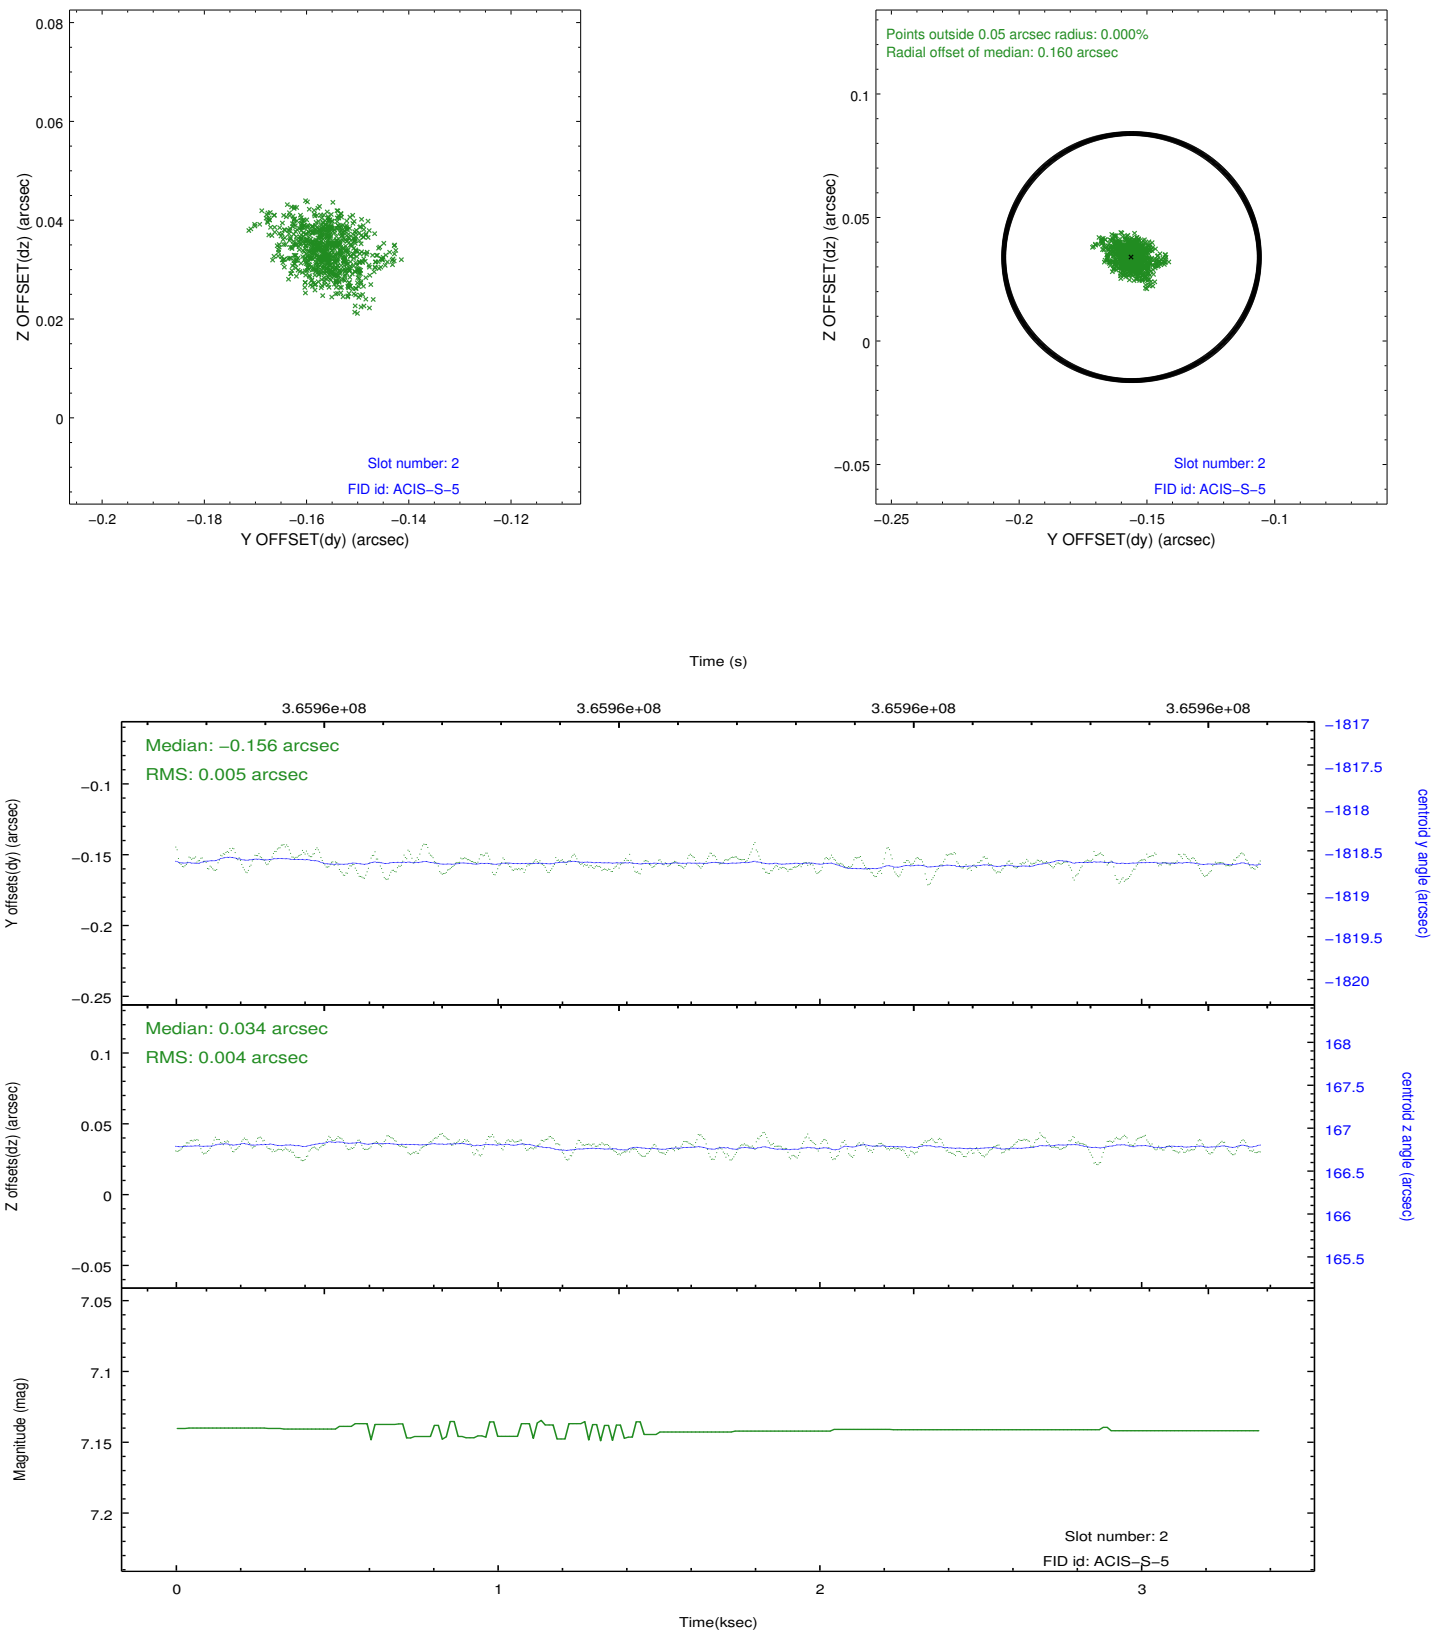 0.08
0.06
0.04
0.02
0
Z OFFSET(dz) (arcsec)
Slot number: 2
FID id: ACIS−S−5
−0.2 −0.18 −0.16 −0.14 −0.12
Y OFFSET(dy) (arcsec)
Points outside 0.05 arcsec radius: 0.000%
Radial offset of median: 0.160 arcsec
0.1
0.05
0
−0.05
Z OFFSET(dz) (arcsec)
Slot number: 2
FID id: ACIS−S−5
−0.25 −0.2 −0.15 −0.1
Y OFFSET(dy) (arcsec)
Time (s)
3.6596e+08 3.6596e+08 3.6596e+08 3.6596e+08
Median: −0.156 arcsec
RMS: 0.005 arcsec
−0.1
−0.15
−0.2
−0.25
Y offsets(dy) (arcsec)
−1817
−1817.5
−1818
−1818.5
−1819
−1819.5
−1820
centroid y angle (arcsec)
Median: 0.034 arcsec
RMS: 0.004 arcsec
0.1
0.05
0
−0.05
Z offsets(dz) (arcsec)
168
167.5
167
166.5
166
165.5
centroid z angle (arcsec)
7.05
7.1
7.15
7.2
Magnitude (mag)
Slot number: 2
FID id: ACIS−S−5
0 1 2 3
Time(ksec)